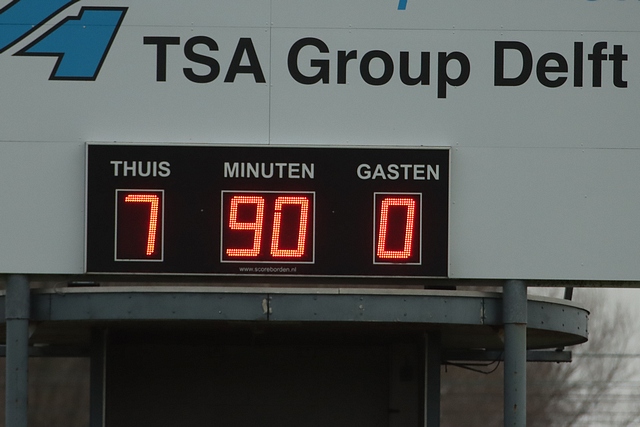 TSA Group Delft
THUIS MINUTEN GASTEN
7 90 0
www.scoreborden.nl